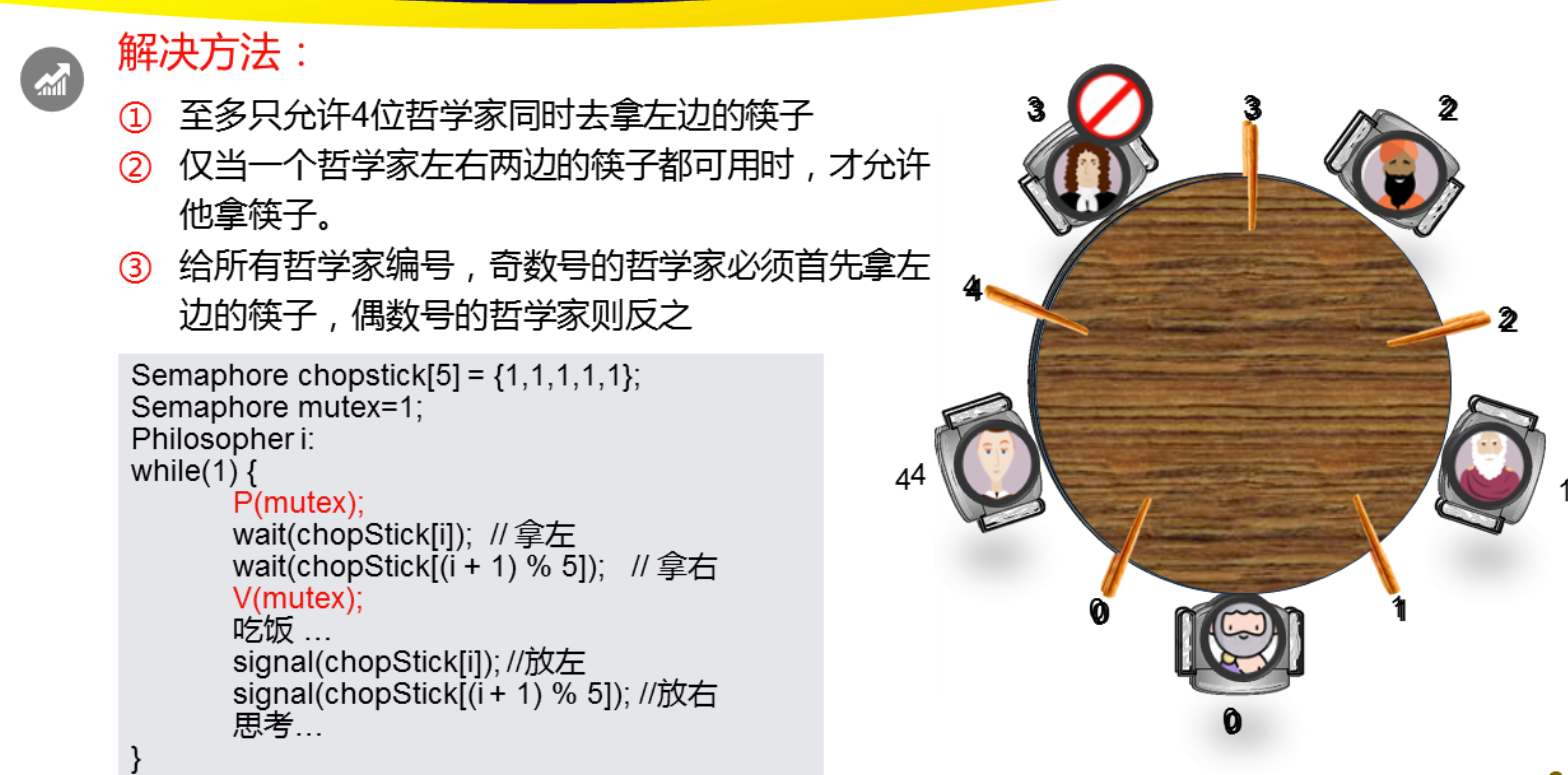 解决方法：
① 至多只允许4位哲学家同时去拿左边的筷子
② 仅当一个哲学家左右两边的筷子都可用时，才允许
他拿筷子。
③ 给所有哲学家编号，奇数号的哲学家必须首先拿左
边的筷子，偶数号的哲学家则反之
Semaphore chopstick[5] = {1,1,1,1,1};
Semaphore mutex=1;
Philosopher i:
while(1) {
P(mutex);
wait(chopStick[i]); // 拿左
wait(chopStick[(i + 1) % 5]); // 拿右
V(mutex);
吃饭 ...
signal(chopStick[i]); //放左
signal(chopStick[(i + 1) % 5]); //放右
思考...
}
3
3
2
4
2
44
1
0
1
0